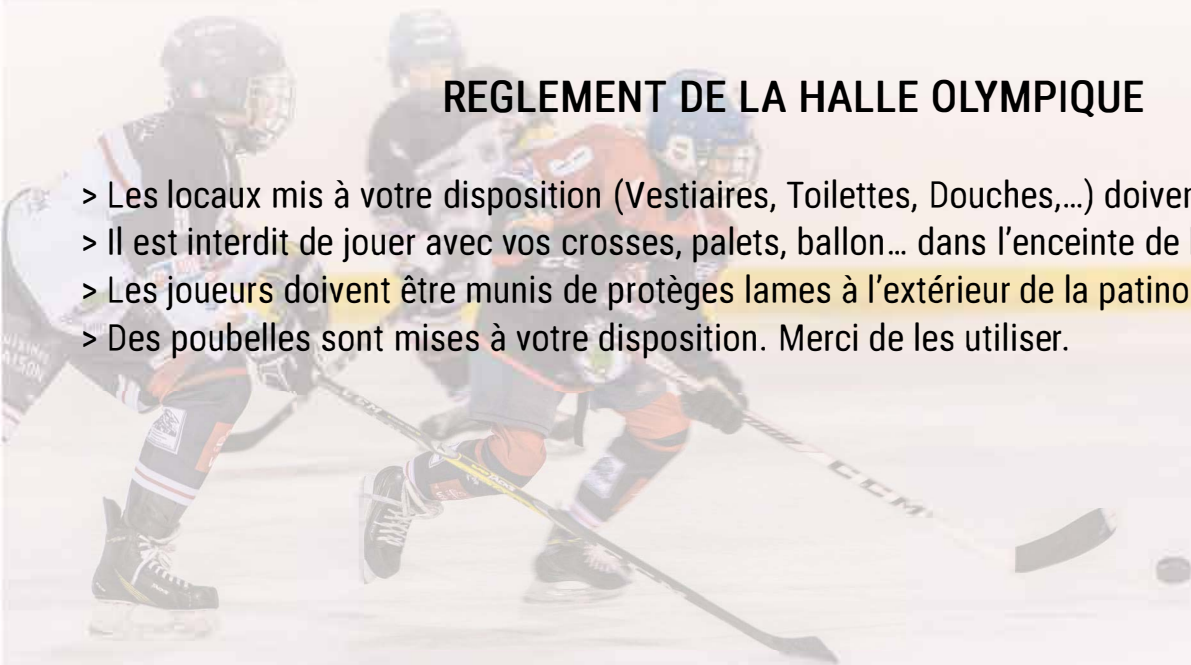 REGLEMENT DE LA HALLE OLYMPIQUE
> Les locaux mis à votre disposition (Vestiaires, Toilettes, Douches,...) 
> Il est interdit de jouer avec vos crosses, palets, ballon... dans l'enceinte de
> Les joueurs doivent être munis de protèges lames à l'extérieur de la
> Des poubelles sont mises à votre disposition. Merci de les utiliser.
CCM